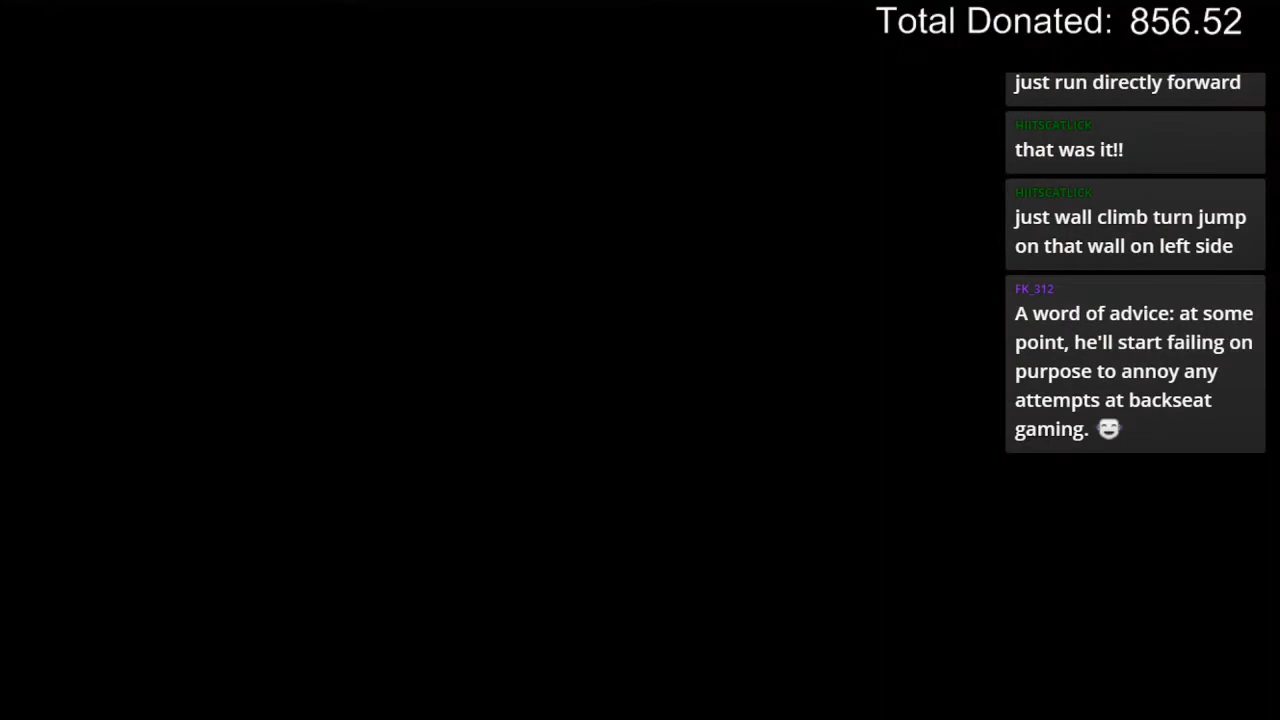 Total Donated: 856.52
just run directly forward
HIITSCATLICK
that was it!!
HIITSCATLICK
just wall climb turn jump
on that wall on left side
FK_312
A word of advice: at some
point, he'll start failing on
purpose to annoy any
attempts at backseat
gaming.